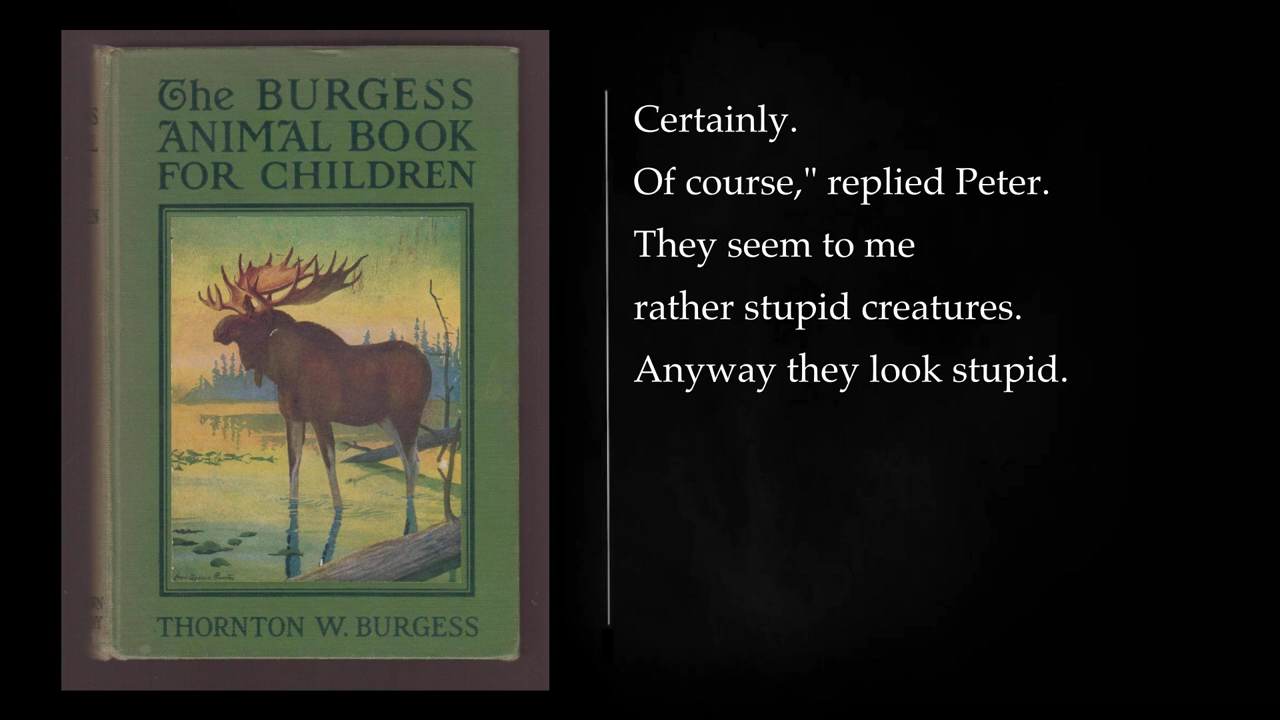 The BURGESS
ANIMAL BOOK
FOR CHILDREN
THORNTON W. BURGESS
Certainly.
Of course," replied Peter.
They seem to me
rather stupid creatures.
Anyway they look stupid.